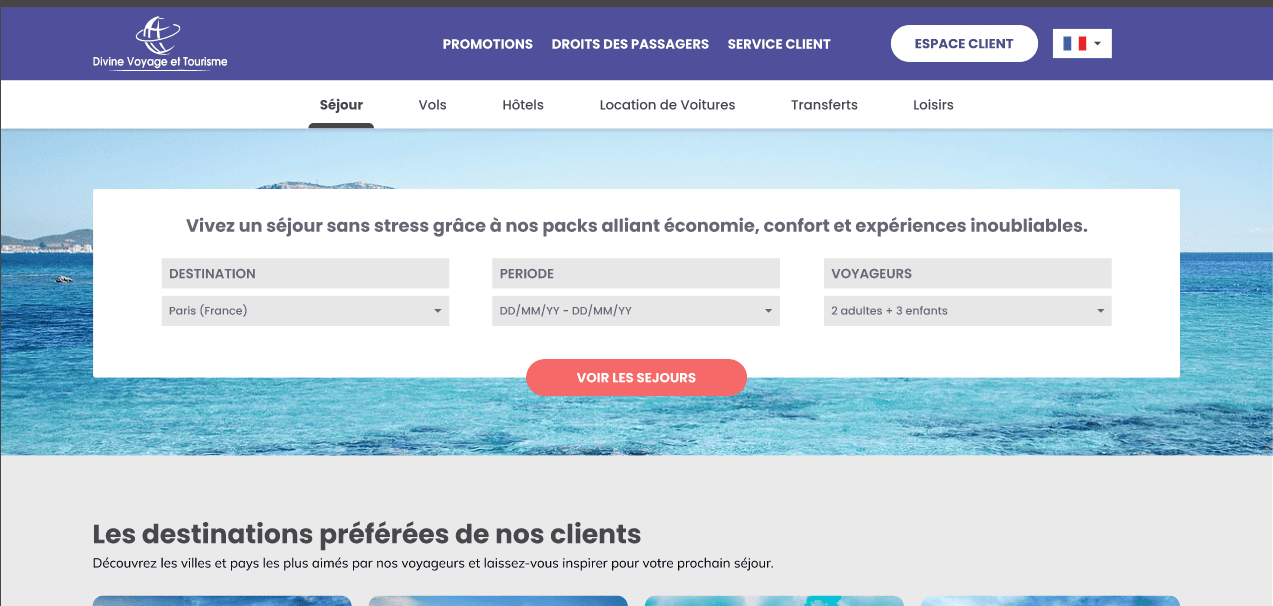 PROMOTIONS DROITS DES PASSAGERS SERVICE CLIENT ESPACE CLIENT
Divine Voyage et Tourisme
Séjour Vols Hôtels Location de Voitures Transferts Loisirs
Vivez un séjour sans stress grâce à nos packs alliant économie, confort et expériences inoubliables.
DESTINATION PERIODE VOYAGEURS
Paris (France) DD/MM/YY - DD/MM/YY 2 adultes + 3 enfants
VOIR LES SEJOURS
Les destinations préférées de nos clients
Découvrez les villes et pays les plus aimés par nos voyageurs et laissez-vous inspirer pour votre prochain séjour.